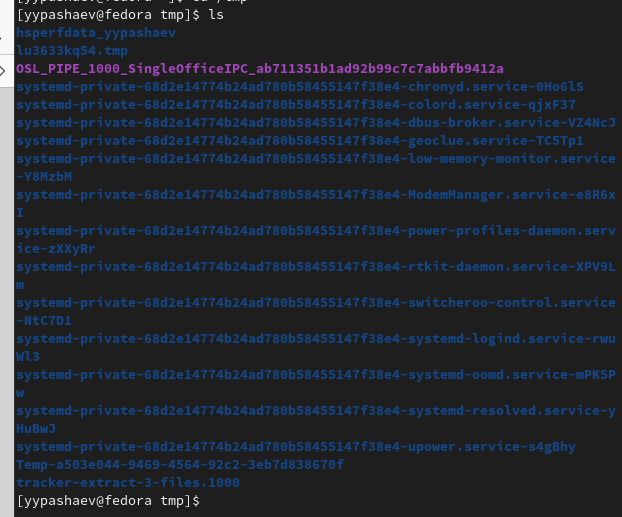 [yypashaev@fedora tmp]$ ls
hsperfdata_yypashaev
lu3633kq54.tmp
OSL_PIPE_1000_SingleOfficeIPC_ab711351b1ad92b99c7c7abbfb9412a
systemd-private-68d2e14774b24ad780b58455147f38e4-chronyd.service-0Ho6lS
systemd-private-68d2e14774b24ad780b58455147f38e4-colord.service-qjxF37
systemd-private-68d2e14774b24ad780b58455147f38e4-dbus-broker.service-VZ4NcJ
systemd-private-68d2e14774b24ad780b58455147f38e4-geoclue.service-TC5Tp1
systemd-private-68d2e14774b24ad780b58455147f38e4-low-memory-monitor.service
-Y8MzbM
systemd-private-68d2e14774b24ad780b58455147f38e4-ModemManager.service-e8R6x
I
systemd-private-68d2e14774b24ad780b58455147f38e4-power-profiles-daemon.serv
ice-zXXyRr
systemd-private-68d2e14774b24ad780b58455147f38e4-rtkit-daemon.service-XPV9L
m
systemd-private-68d2e14774b24ad780b58455147f38e4-switcheroo-control.service
-NtC7D1
systemd-private-68d2e14774b24ad780b58455147f38e4-systemd-logind.service-rwu
Wl3
systemd-private-68d2e14774b24ad780b58455147f38e4-systemd-oomd.service-mPK5P
w
systemd-private-68d2e14774b24ad780b58455147f38e4-systemd-resolved.service-y
HuBwJ
systemd-private-68d2e14774b24ad780b58455147f38e4-upower.service-s4gBhy
Temp-a503e044-9469-4564-92c2-3eb7d838670f
tracker-extract-3-files.1000
[yypashaev@fedora tmp]$